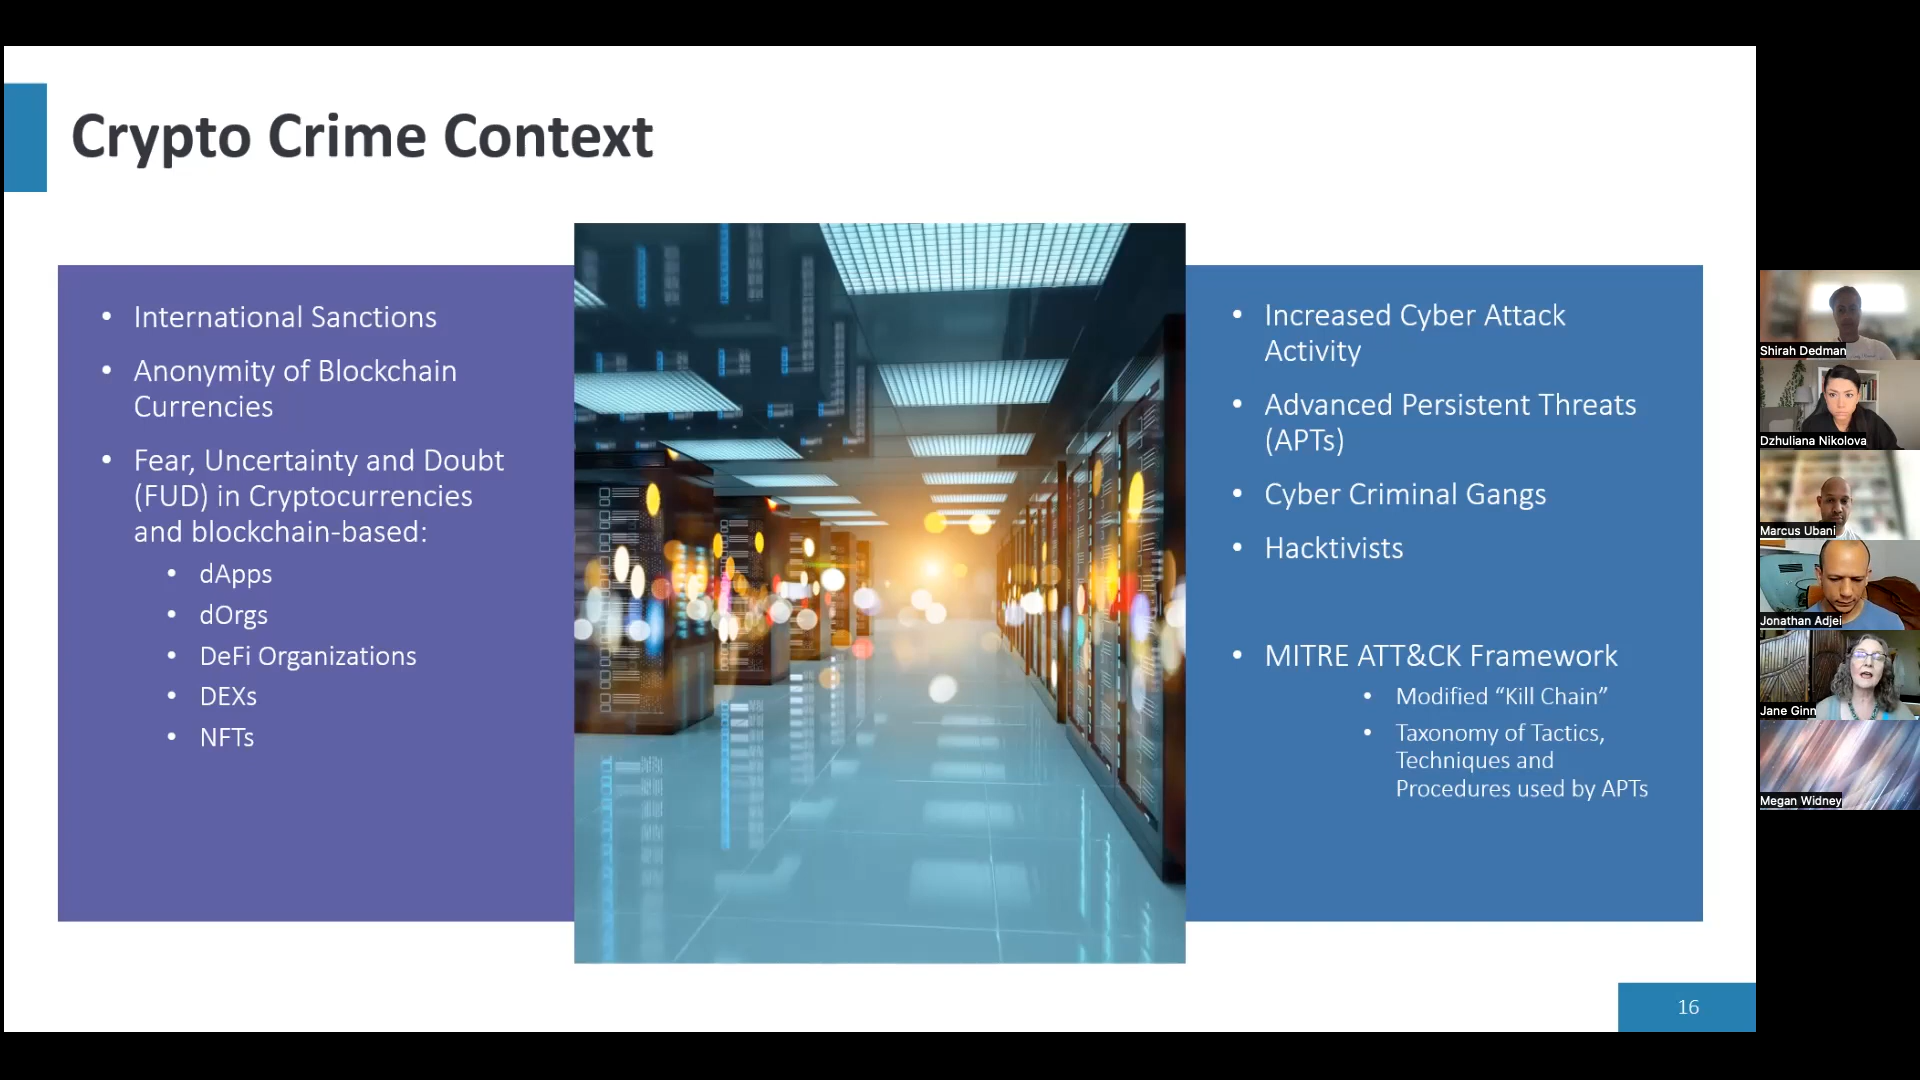 Crypto Crime Context
• International Sanctions
• Anonymity of Blockchain
Currencies
• Fear, Uncertainty and Doubt
(FUD) in Cryptocurrencies
and blockchain-based:
• dApps
• dOrgs
• DeFi Organizations
• DEXs
• NFTs
• Increased Cyber Attack
Activity
• Advanced Persistent Threats
(APTs)
• Cyber Criminal Gangs
• Hacktivists
• MITRE ATT&CK Framework
• Modified “Kill Chain”
• Taxonomy of Tactics,
Techniques and
Procedures used by APTs
16
Shirah Dedman
Dzhuliana Nikolova
Marcus Ubani
Jonathan Adjei
Jane Ginn
Megan Widney